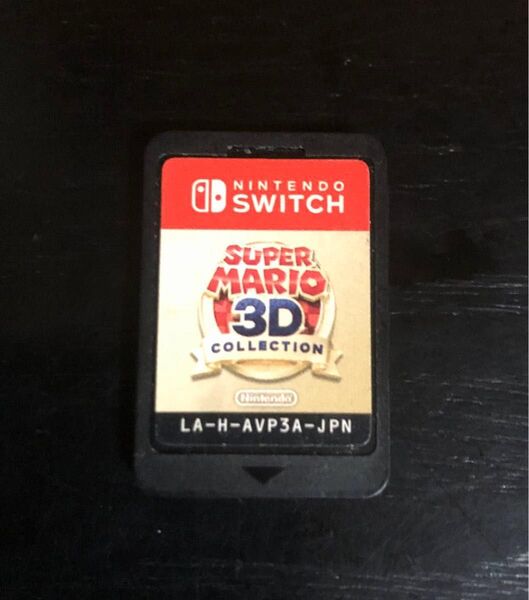 NINTENDO
SWITCH
SUPER
MARIO
3D
COLLECTION
Nintendo
LA-H-AVP3A-JPN